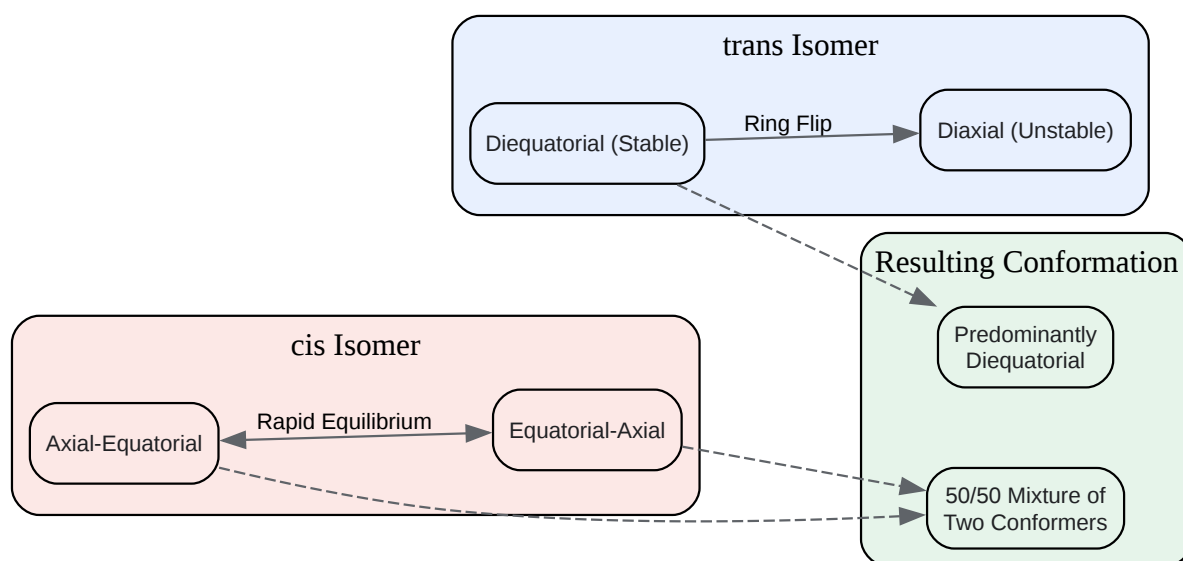 trans Isomer
Diequatorial (Stable)
Ring Flip
Diaxial (Unstable)
Resulting Conformation
Predominantly
Diequatorial
cis Isomer
Axial-Equatorial
Rapid Equilibrium
Equatorial-Axial
50/50 Mixture of
Two Conformers